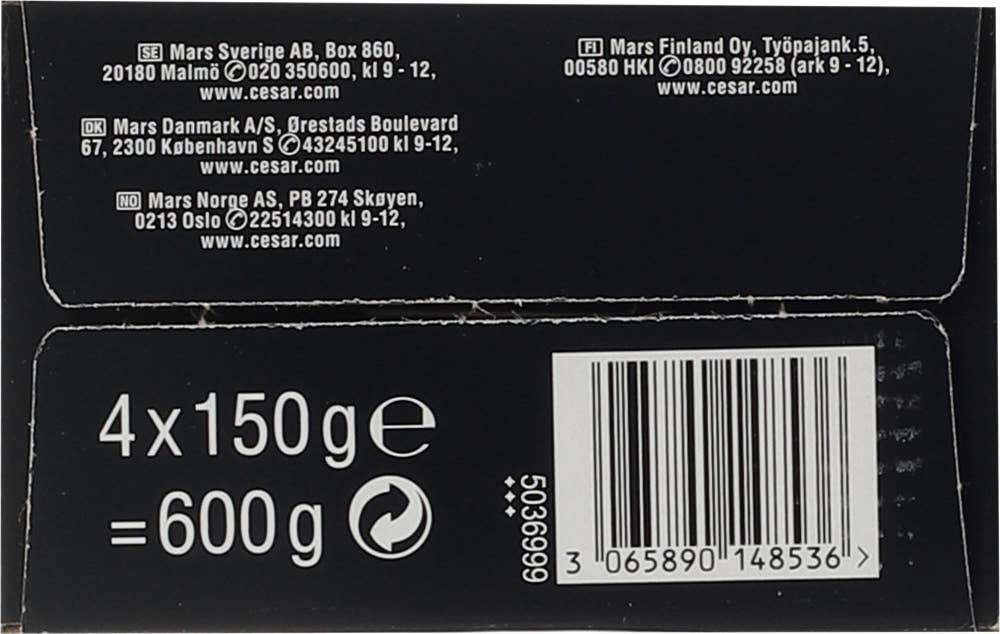 SE Mars Sverige AB, Box 860,
20180 Malmö ✆020 350600, kl 9 - 12,
www.cesar.com
DK Mars Danmark A/S, Ørestads Boulevard
67, 2300 København S ✆43245100 kl 9-12,
www.cesar.com
NO Mars Norge AS, PB 274 Skøyen,
0213 Oslo ✆22514300 kl 9-12,
www.cesar.com
FI Mars Finland Oy, Työpajank.5,
00580 HKI ✆0800 92258 (ark 9 - 12),
www.cesar.com
4x150g℮
=600g
5036999
3 065890 148536 >